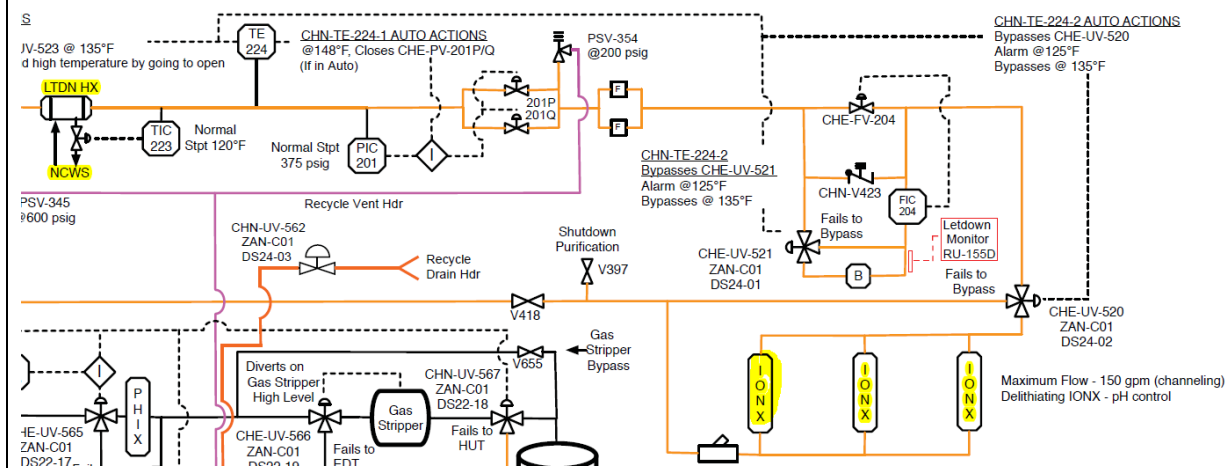 S
UV-523 @ 135°F
d high temperature by going to open
LTDN HX
NCWS
TIC
223
Normal
Stpt 120°F
TE
224
CHN-TE-224-1 AUTO ACTIONS
@148°F, Closes CHE-PV-201P/Q
(If in Auto)
Normal Stpt
375 psig
PIC
201
I
201P
201Q
PSV-354
@200 psig
F
F
CHN-TE-224-2
Bypasses CHE-UV-521
Alarm @125°F
Bypasses @ 135°F
CHE-FV-204
CHN-V423
FIC
204
Fails to
Bypass
CHE-UV-521
ZAN-C01
DS24-01
B
Letdown
Monitor
RU-155D
CHN-TE-224-2 AUTO ACTIONS
Bypasses CHE-UV-520
Alarm @125°F
Bypasses @ 135°F
Fails to
Bypass
CHE-UV-520
ZAN-C01
DS24-02
PSV-345
@600 psig
Recycle Vent Hdr
CHN-UV-562
ZAN-C01
DS24-03
Recycle
Drain Hdr
Shutdown
Purification
V397
V418
V655
Gas
Stripper
Bypass
I
PHIX
HE-UV-565
ZAN-C01
DS22-17
Diverts on
Gas Stripper
High Level
CHE-UV-566
ZAN-C01
DS22-19
Fails to
EDT
Gas
Stripper
CHN-UV-567
ZAN-C01
DS22-18
Fails to
HUT
IONX
IONX
IONX
Maximum Flow - 150 gpm (channeling)
Delithiating IONX - pH control